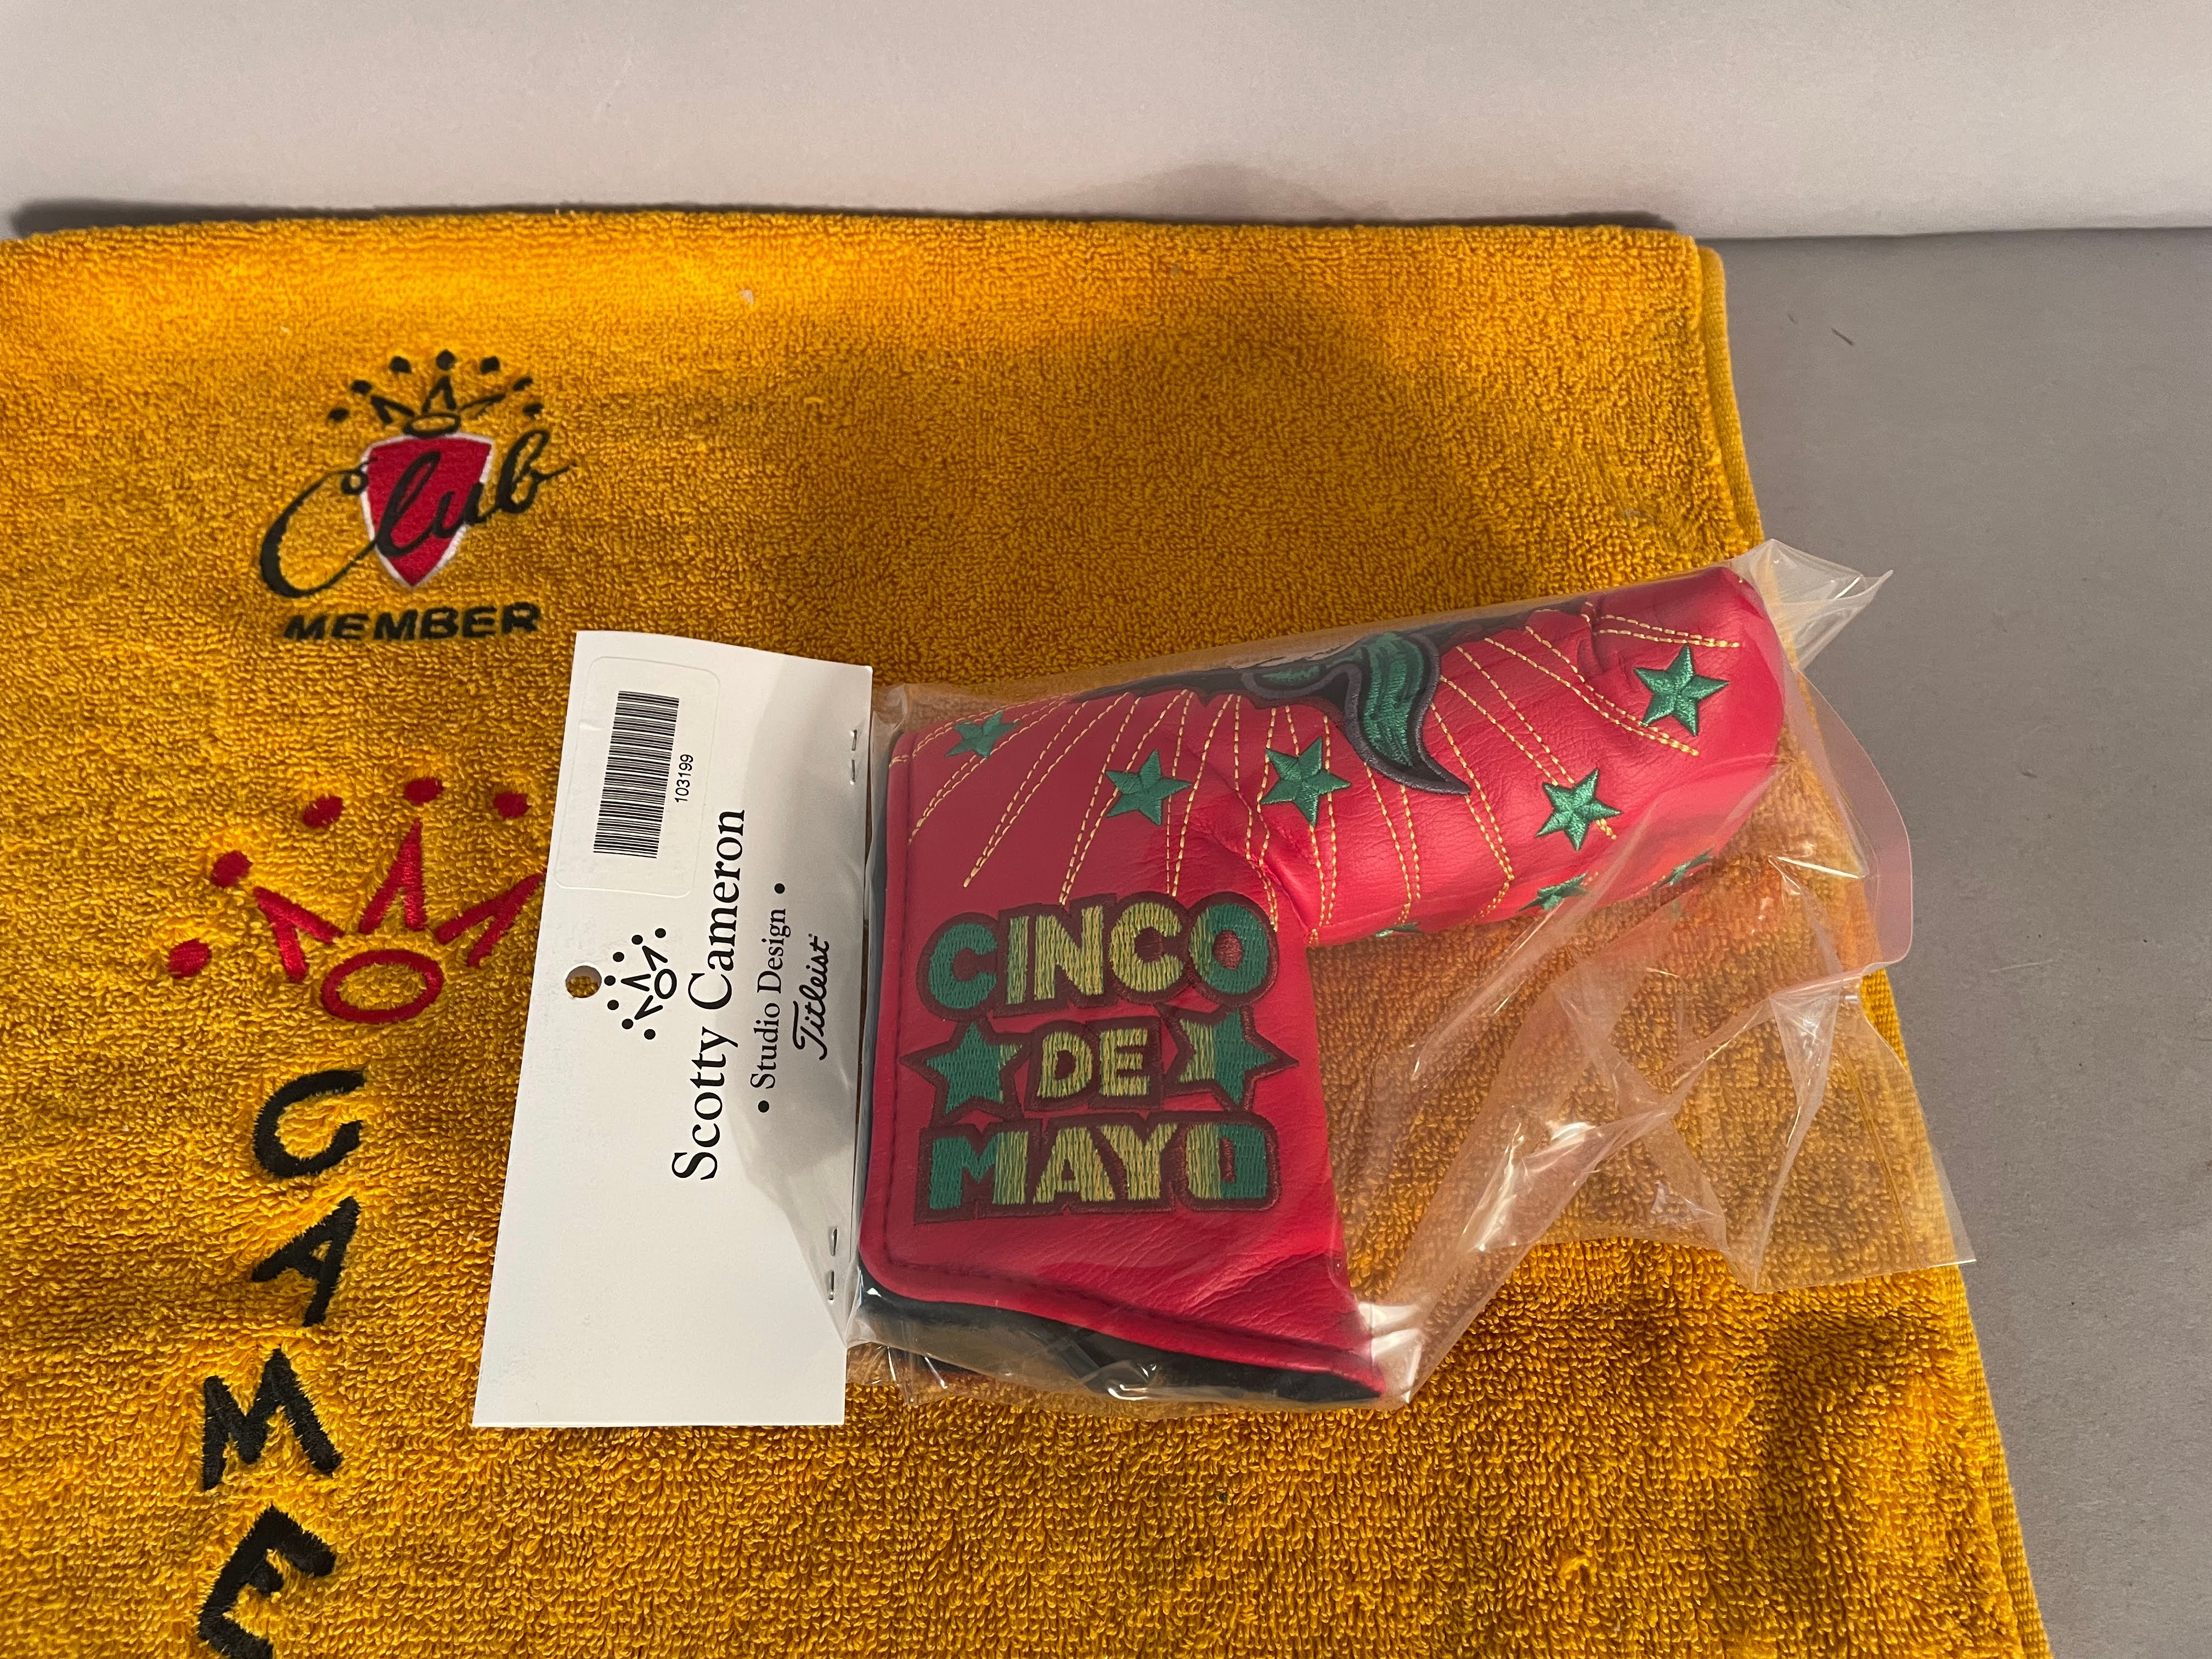 Club
MEMBER
CAME
103199
Scotty Cameron
• Studio Design •
Titleist
CINCO
DE
MAYO